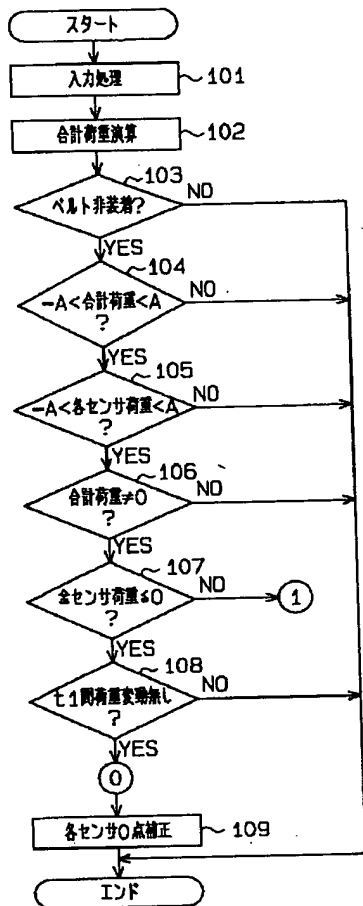 スタート
入力処理
101
合計荷重演算
102
103
ベルト非装着?
NO
YES
104
-A<合計荷重<A
?
NO
YES
105
-A<各センサ荷重<A
?
NO
YES
106
合計荷重≠0
?
NO
YES
107
全センサ荷重≦0
?
NO
1
YES
108
t1間荷重変動無し
?
NO
YES
0
各センサ0点補正
109
エンド